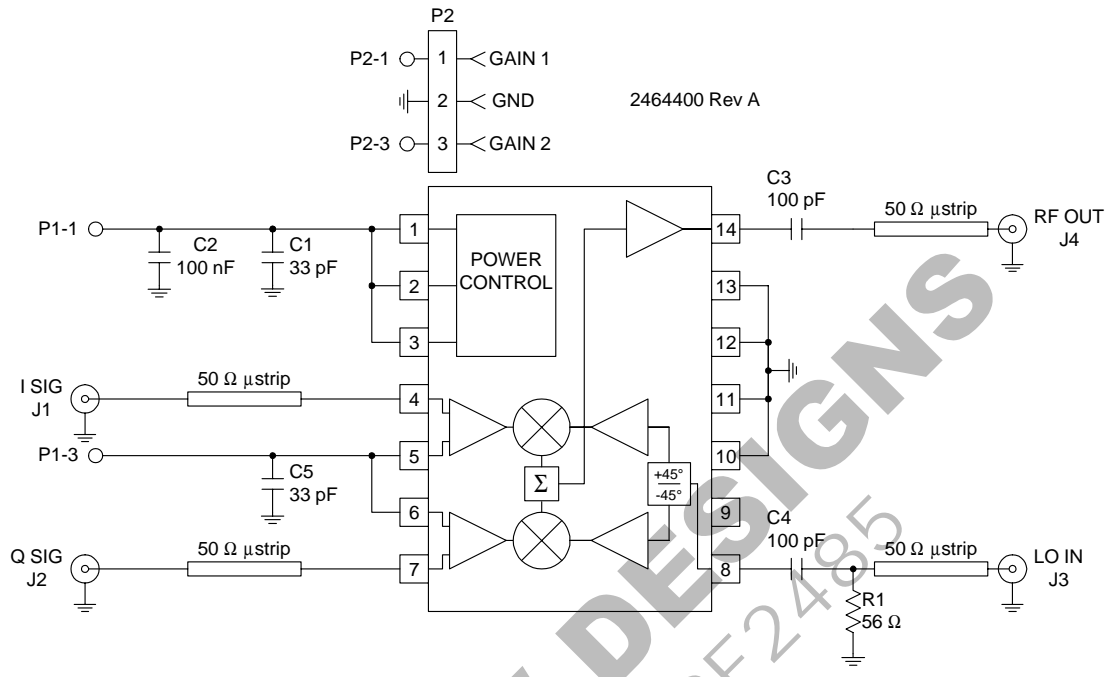 P2
P2-1 1 GAIN 1
2 GND
P2-3 3 GAIN 2
2464400 Rev A
P1-1
C2
100 nF
C1
33 pF
1
2
3
POWER
CONTROL
14
C3
100 pF
50 Ω µstrip
RF OUT
J4
13
12
11
10
I SIG
J1
50 Ω µstrip
4
P1-3
5
C5
33 pF
6
Σ
+45°
-45°
9
Q SIG
J2
50 Ω µstrip
7
8
C4
100 pF
50 Ω µstrip
LO IN
J3
R1
56 Ω
DESIGNS
F2485